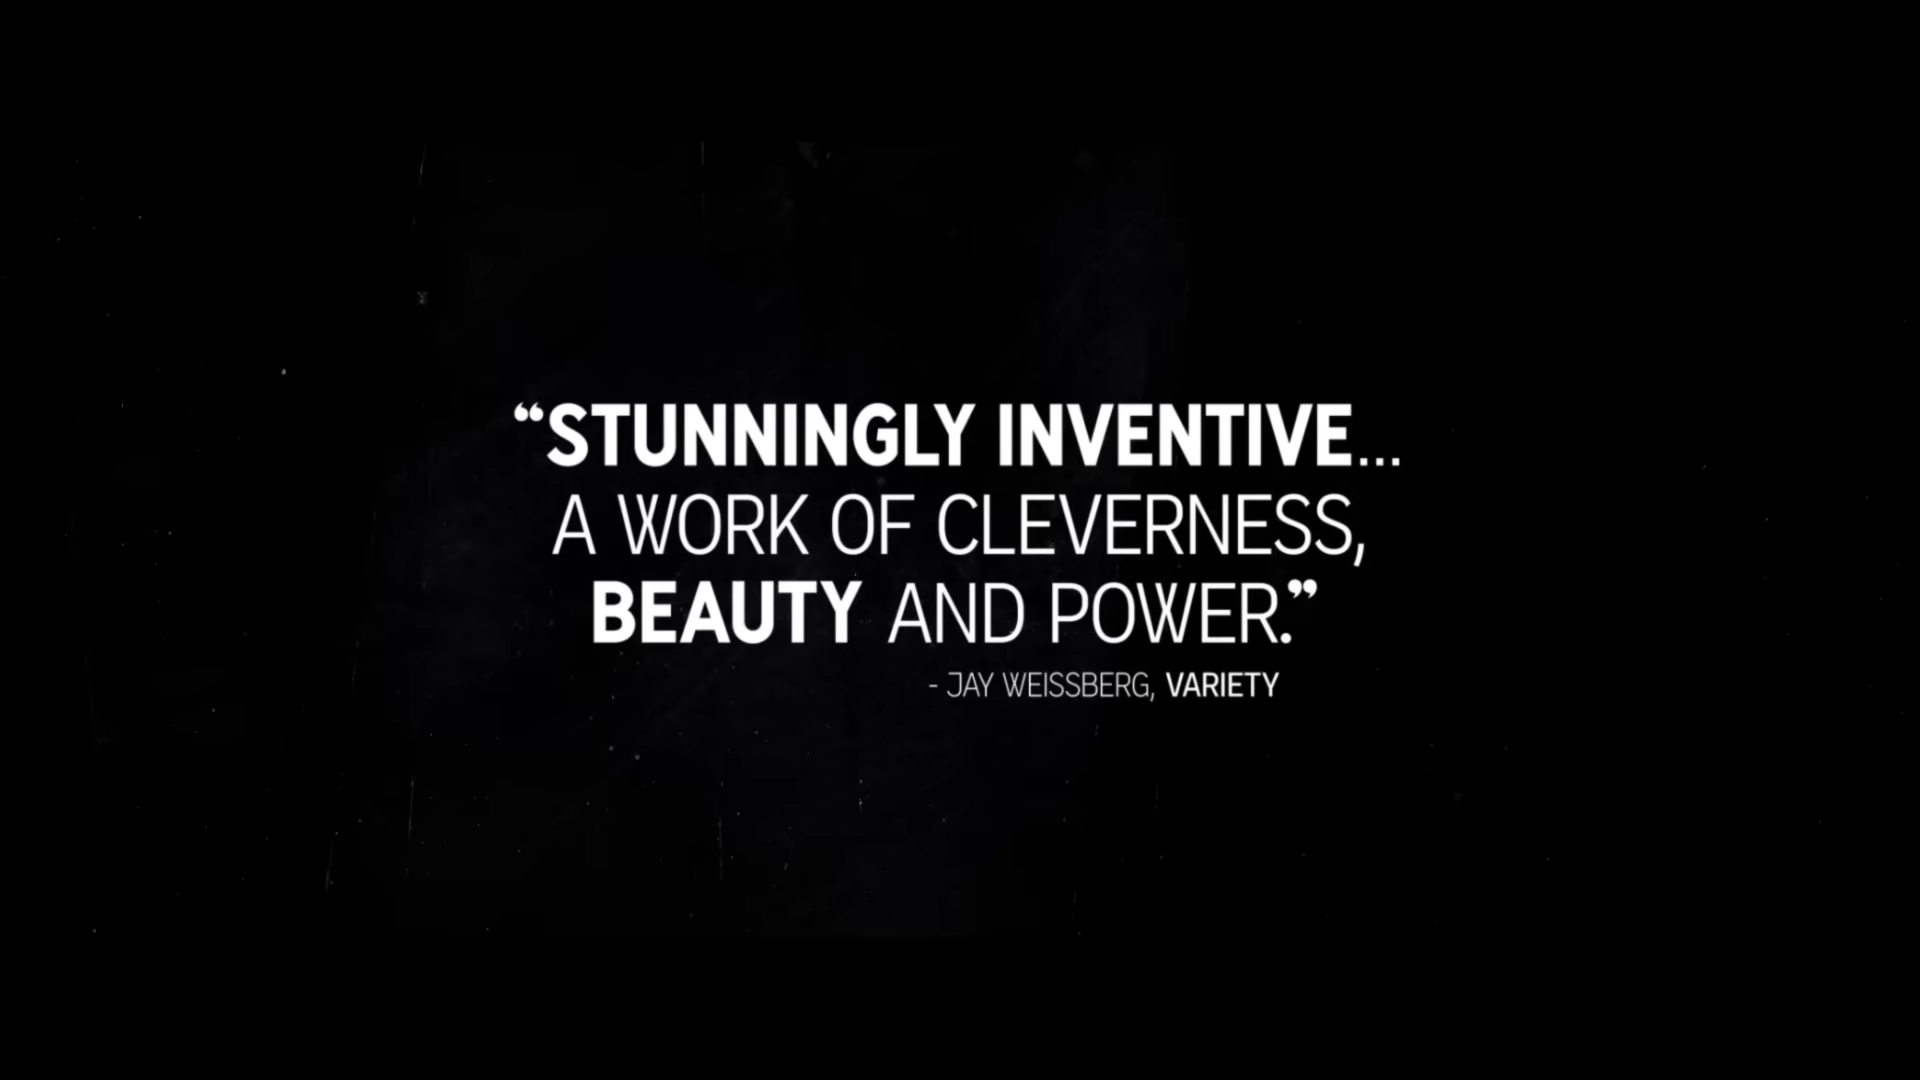 “STUNNINGLY INVENTIVE...
A WORK OF CLEVERNESS,
BEAUTY AND POWER.”
- JAY WEISSBERG, VARIETY